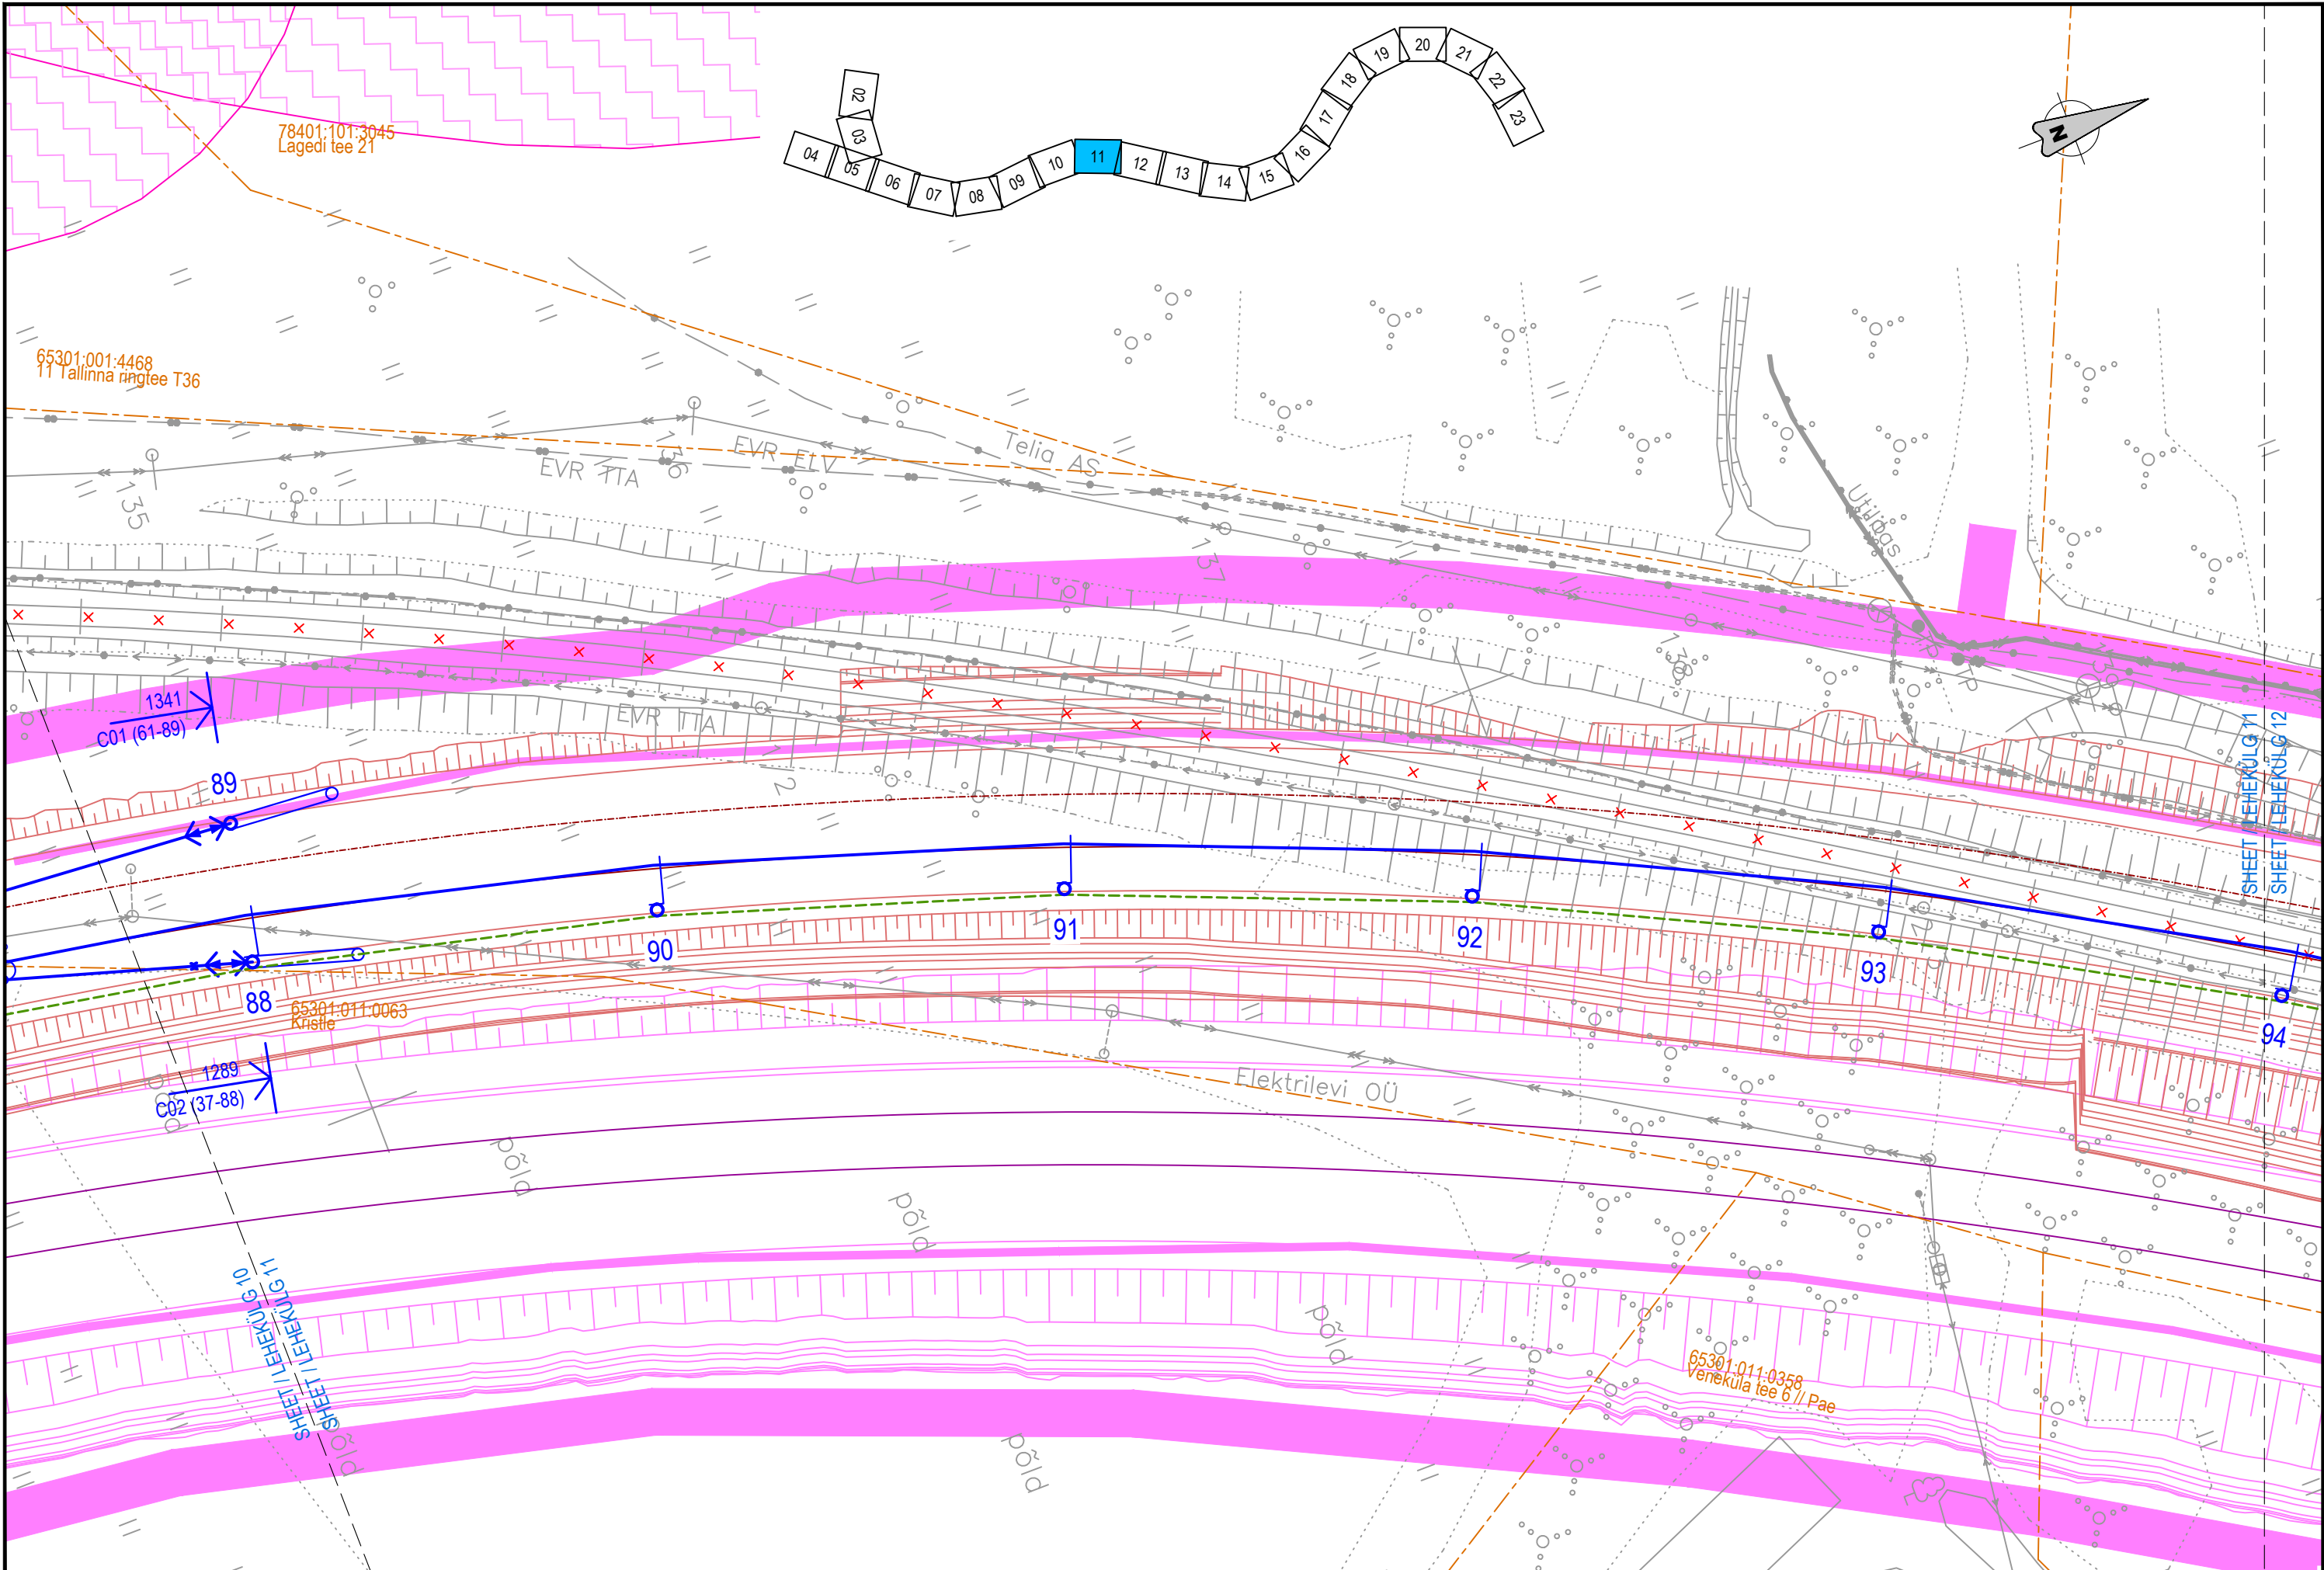 78401:101:3045
Lagedi tee 21
02
03
04
05
06
07
08
09
10
11
12
13
14
15
16
17
18
19
20
21
22
23
N
65301:001:4468
11 Tallinna ringtee T36
135
136
EVR TTA
EVR ELV
Telia AS
137
Utilitas
138
1341
C01 (61-89)
EVR TTA
12
89
SHEET / LEHEKÜLG 11
SHEET / LEHEKÜLG 12
90
91
92
93
94
88
65301:011:0063
Kristle
1289
C02 (37-88)
Elektrilevi OÜ
põld
põld
põld
põld
põld
SHEET / LEHEKÜLG 10
SHEET / LEHEKÜLG 11
65301:011:0358
Veneküla tee 6 // Pae